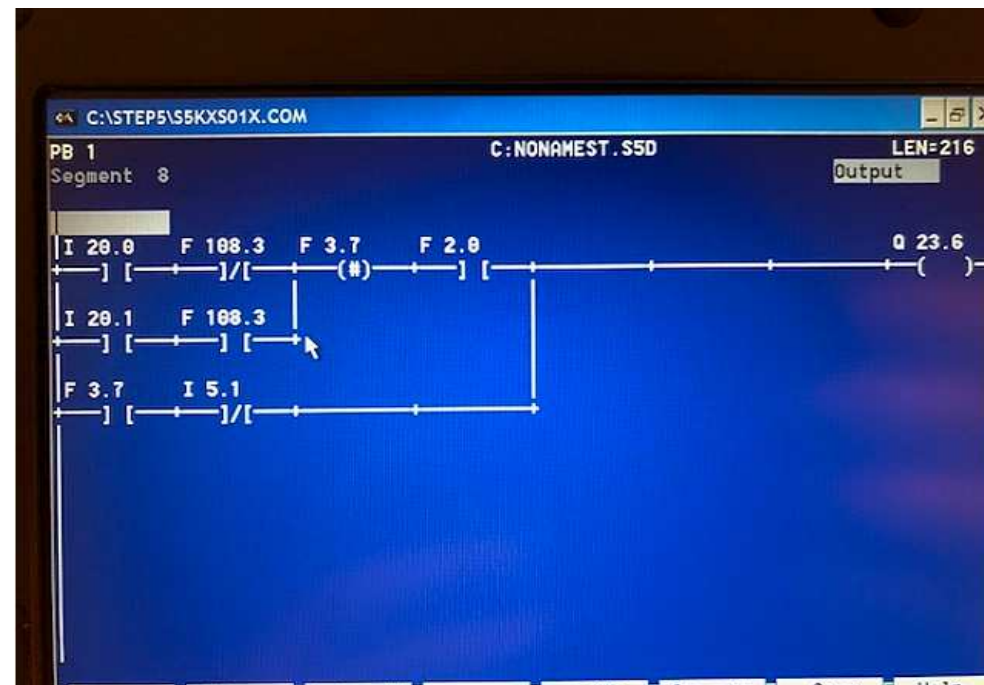 C:\STEP5\S5KXS01X.COM
PB 1 C:NONAMEST.S5D LEN=216
Segment 8 Output
I 20.0 F 108.3 F 3.7 F 2.0 Q 23.6
] [ ]/[ (#) ] [ ( )
I 20.1 F 108.3
] [ ] [
F 3.7 I 5.1
] [ ]/[